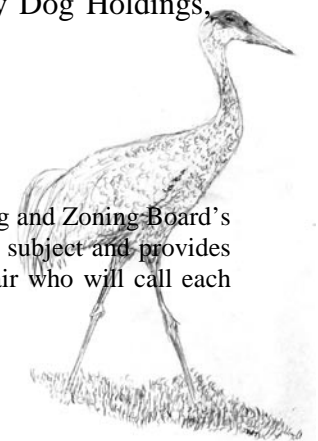 y Dog Holdings,
g and Zoning Board's
subject and provides
air who will call each